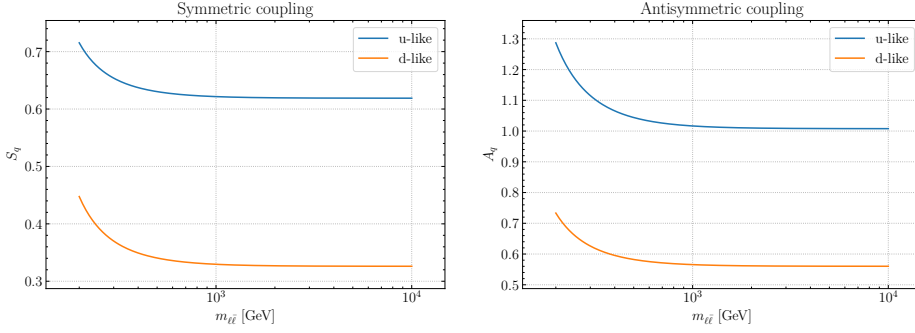 Symmetric coupling
u-like
d-like
S_q
0.7
0.6
0.5
0.4
0.3
10^3
10^4
m_{ℓℓ̄} [GeV]
Antisymmetric coupling
u-like
d-like
A_q
1.3
1.2
1.1
1.0
0.9
0.8
0.7
0.6
0.5
10^3
10^4
m_{ℓℓ̄} [GeV]